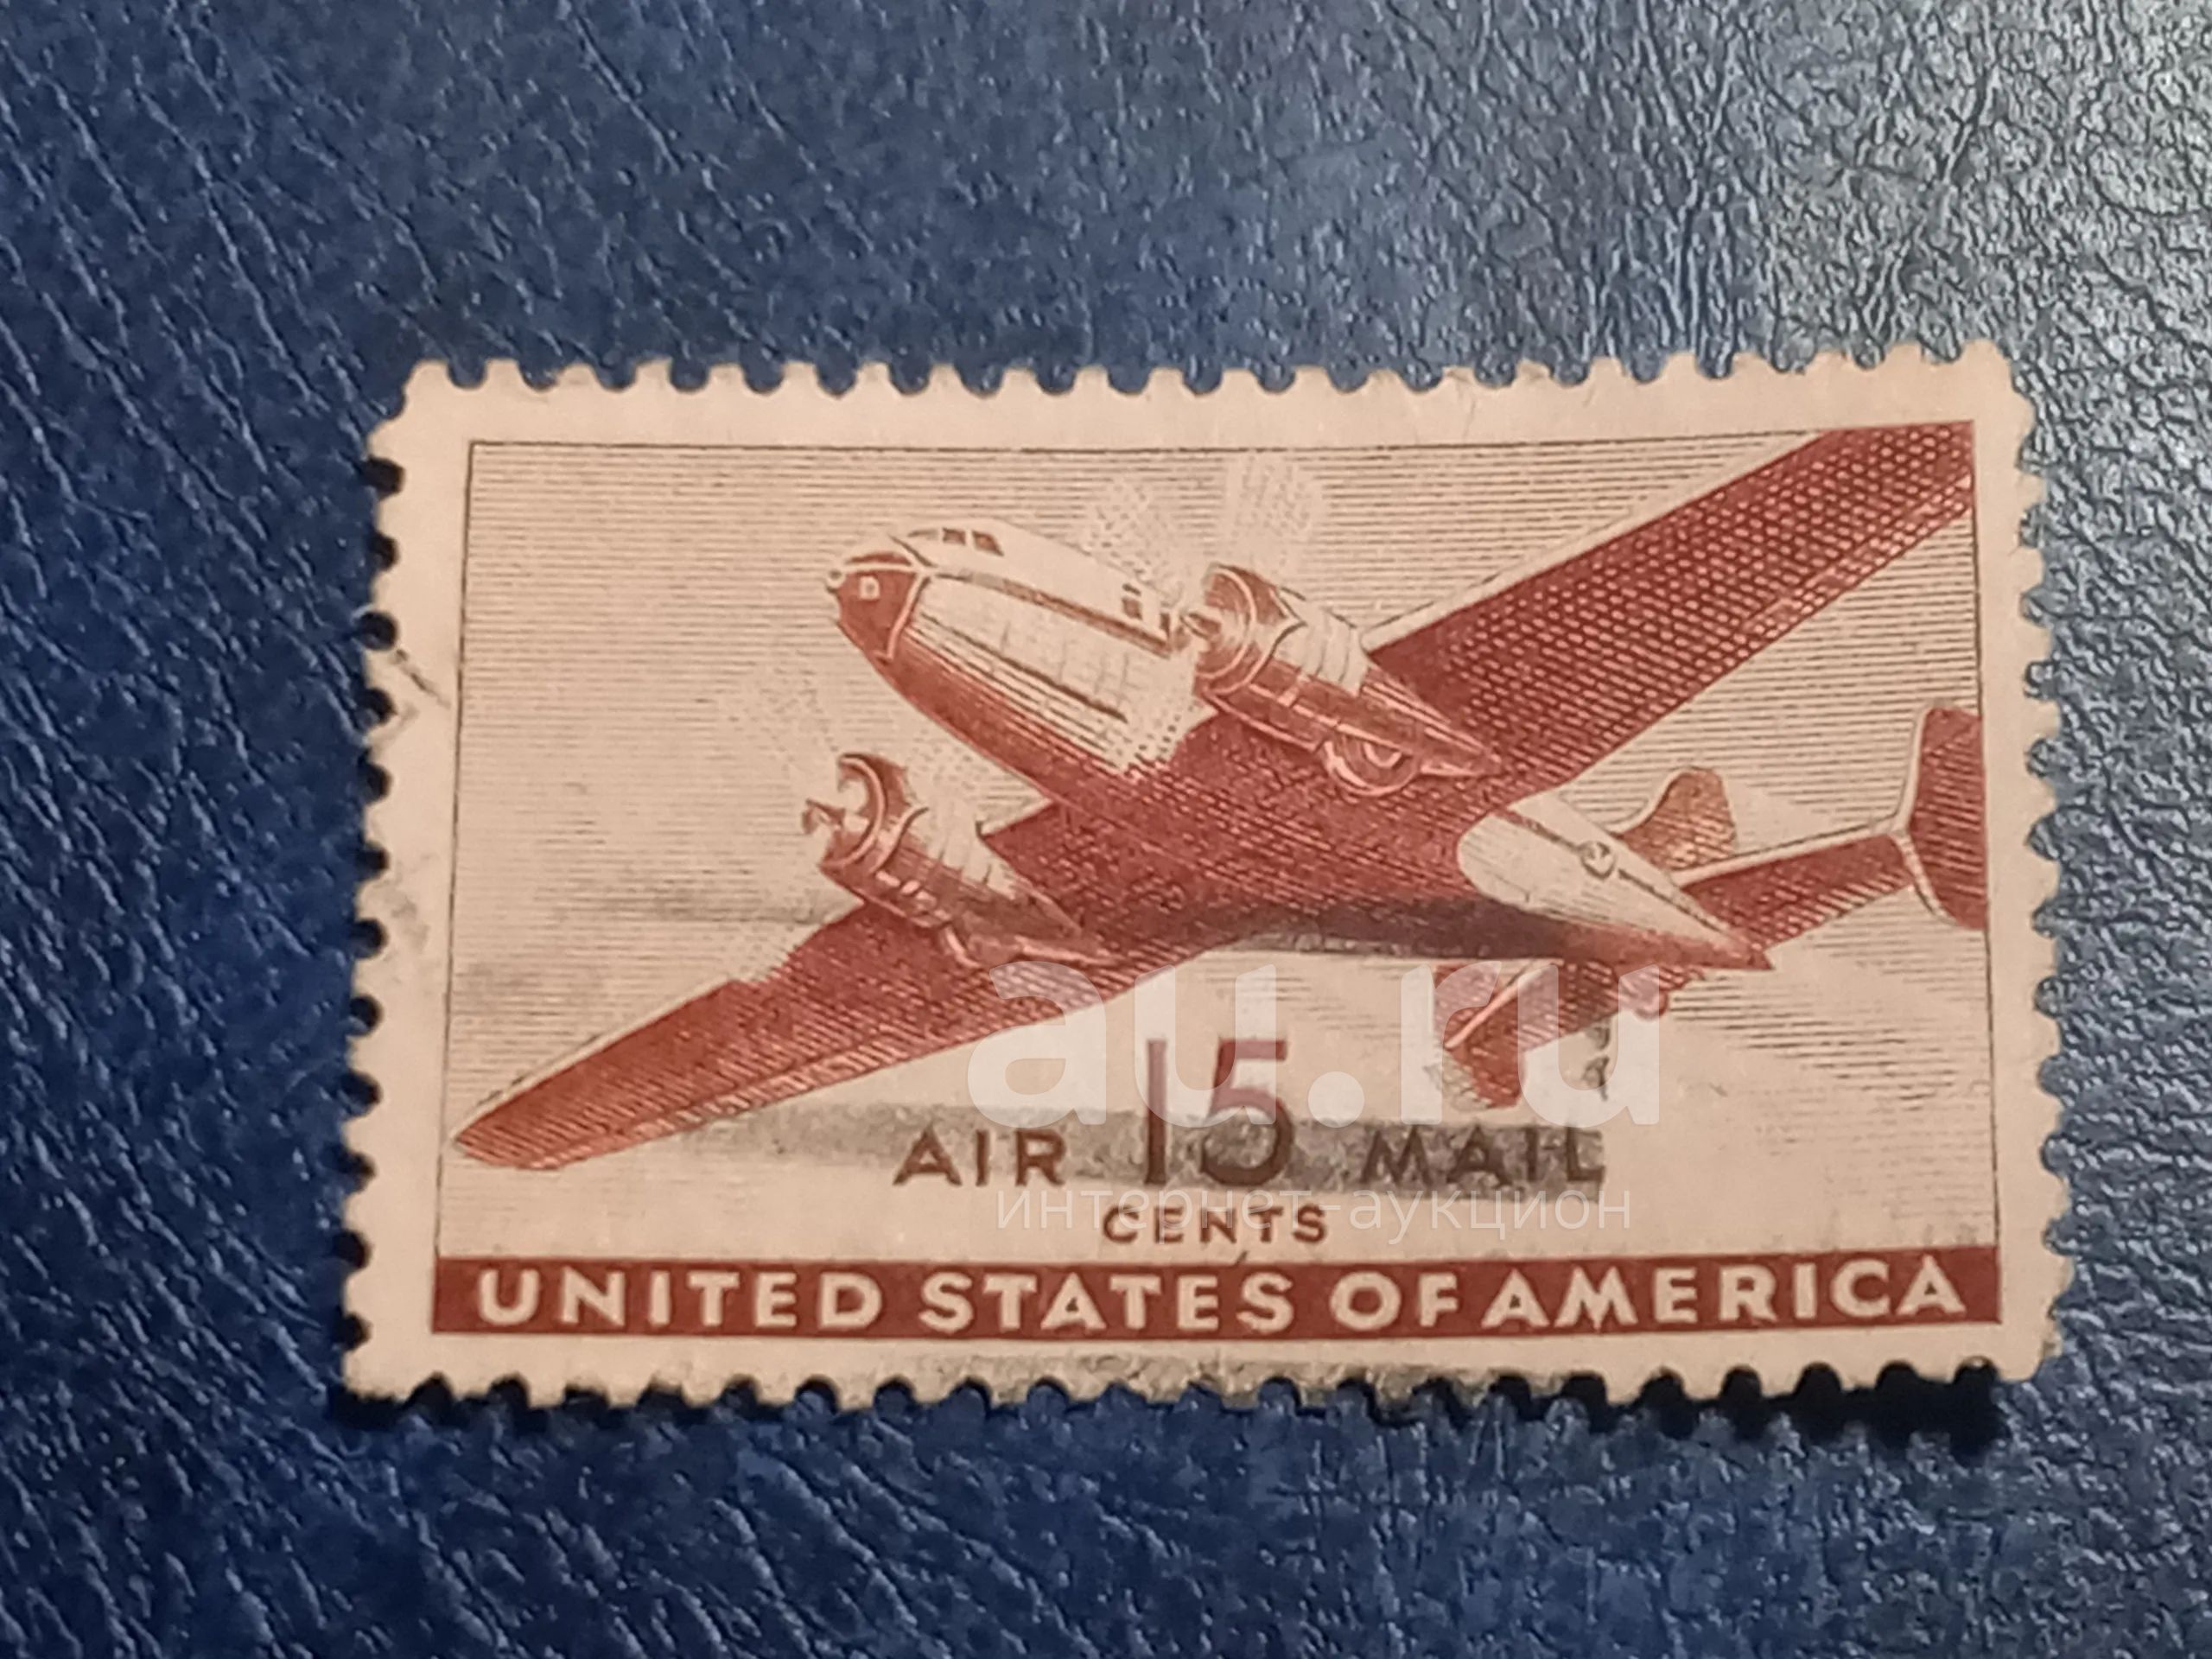 au.ru
AIR 15 MAIL
интернет-аукцион
CENTS
UNITED STATES OF AMERICA